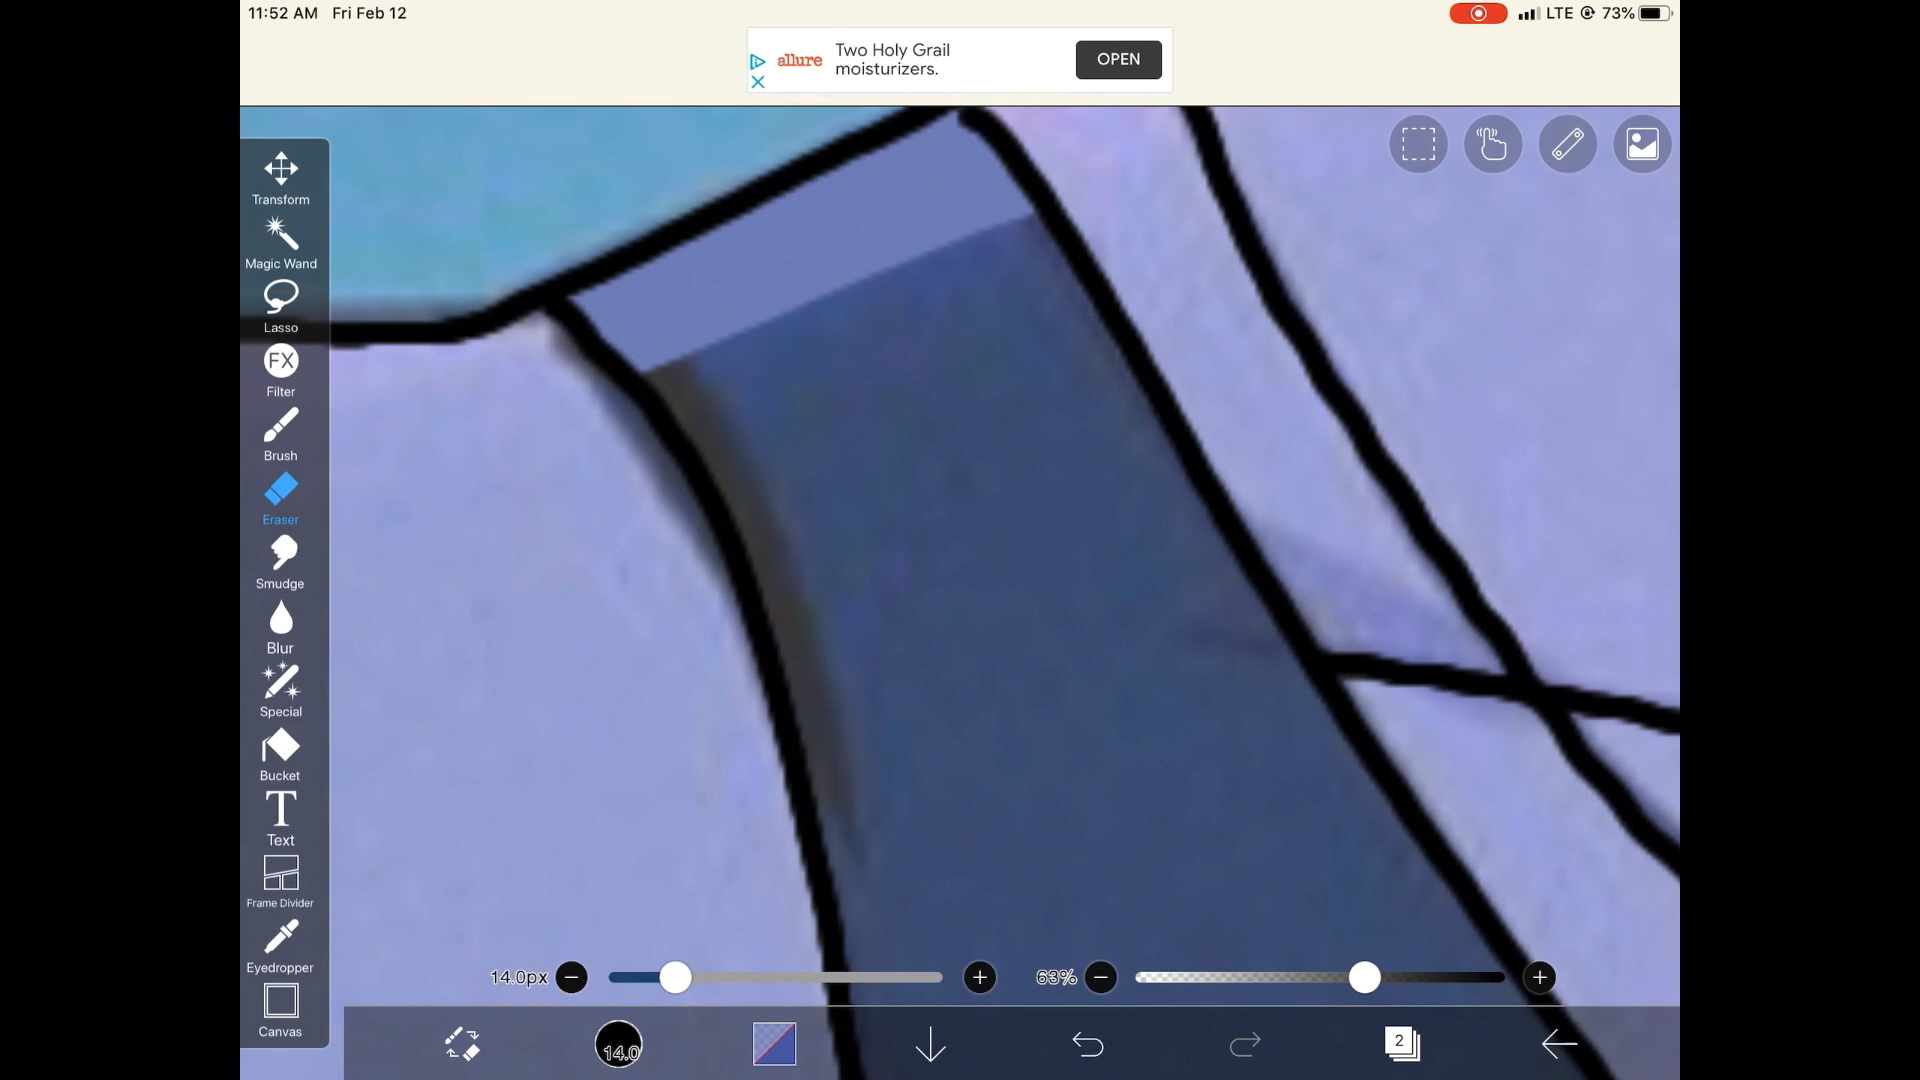 11:52 AM Fri Feb 12
LTE 73%
allure
Two Holy Grail
moisturizers.
OPEN
Transform
Magic Wand
Lasso
FX
Filter
Brush
Eraser
Smudge
Blur
Special
Bucket
T
Text
Frame Divider
Eyedropper
Canvas
14.0px
63%
14.0
2